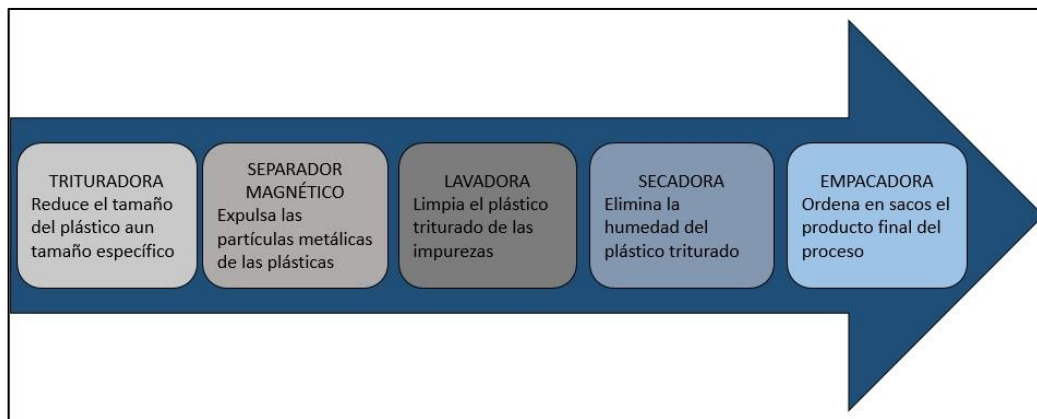 TRITURADORA
Reduce el tamaño
del plástico aun
tamaño específico
SEPARADOR
MAGNÉTICO
Expulsa las
partículas metálicas
de las plásticas
LAVADORA
Limpia el plástico
triturado de las
impurezas
SECADORA
Elimina la
humedad del
plástico triturado
EMPACADORA
Ordena en sacos el
producto final del
proceso